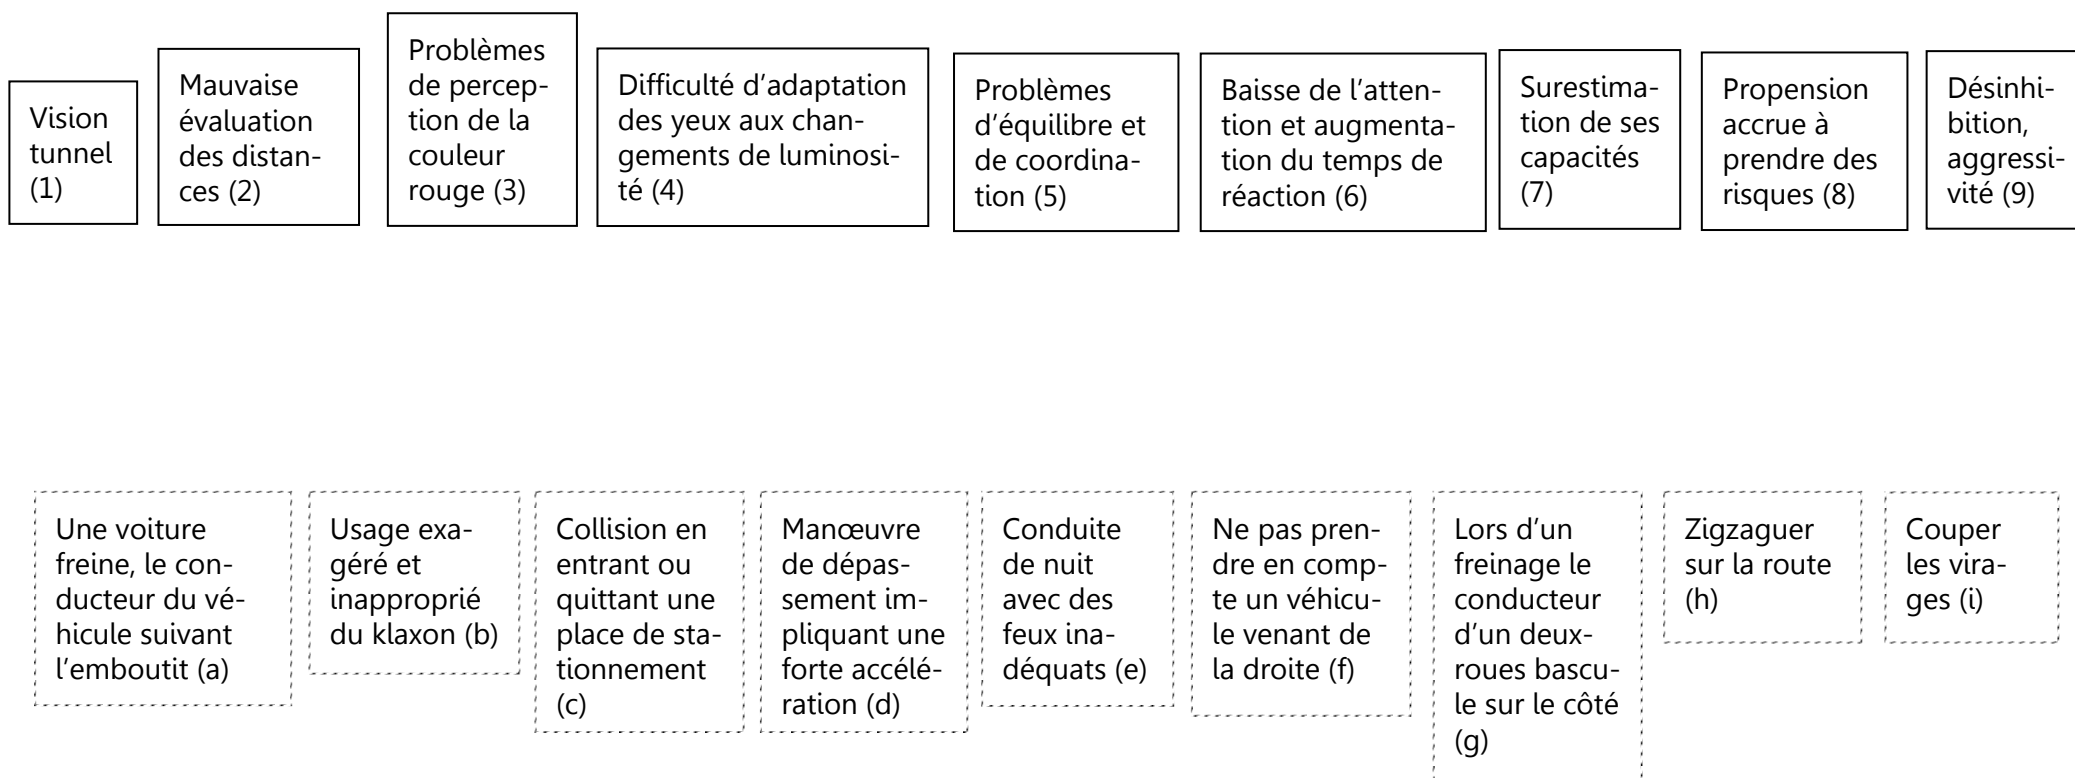 Vision
tunnel
(1)
Mauvaise
évaluation
des distan-
ces (2)
Problèmes
de percep-
tion de la
couleur
rouge (3)
Difficulté d'adaptation
des yeux aux chan-
gements de luminosi-
té (4)
Problèmes
d'équilibre et
de coordina-
tion (5)
Baisse de l'atten-
tion et augmenta-
tion du temps de
réaction (6)
Surestima-
tion de ses
capacités
(7)
Propension
accrue à
prendre des
risques (8)
Désinhi-
bition,
aggressi-
vité (9)
Une voiture
freine, le con-
ducteur du vé-
hicule suivant
l'emboutit (a)
Usage exa-
géré et
inapproprié
du klaxon (b)
Collision en
entrant ou
quittant une
place de sta-
tionnement
(c)
Manœuvre
de dépas-
sement im-
pliquant une
forte accélé-
ration (d)
Conduite
de nuit
avec des
feux ina-
déquats (e)
Ne pas pren-
dre en comp-
te un véhicu-
le venant de
la droite (f)
Lors d'un
freinage le
conducteur
d'un deux-
roues bascu-
le sur le côté
(g)
Zigzaguer
sur la route
(h)
Couper
les vira-
ges (i)